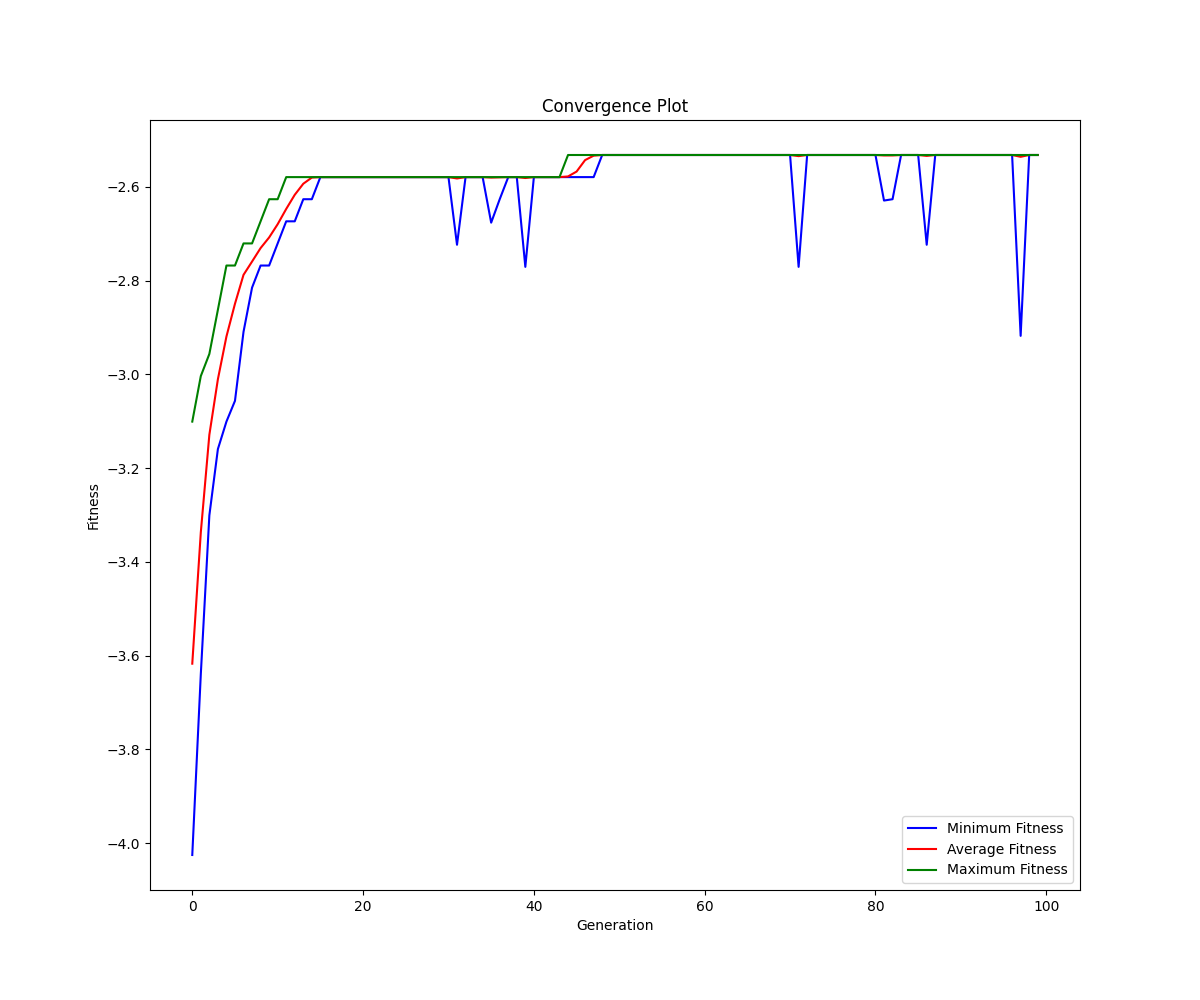 Convergence Plot
Fitness
−2.6
−2.8
−3.0
−3.2
−3.4
−3.6
−3.8
−4.0
0 20 40 60 80 100
Generation
Minimum Fitness
Average Fitness
Maximum Fitness